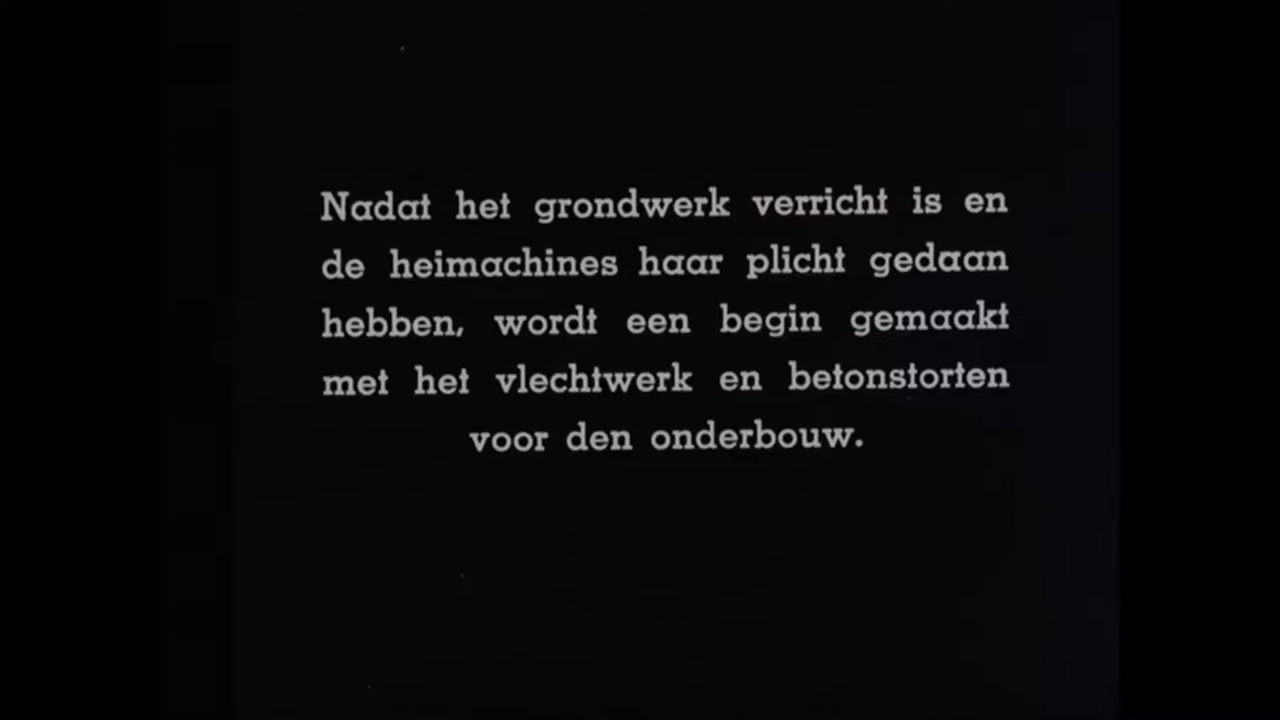 Nadat het grondwerk verricht is en
de heimachines haar plicht gedaan
hebben, wordt een begin gemaakt
met het vlechtwerk en betonstorten
voor den onderbouw.